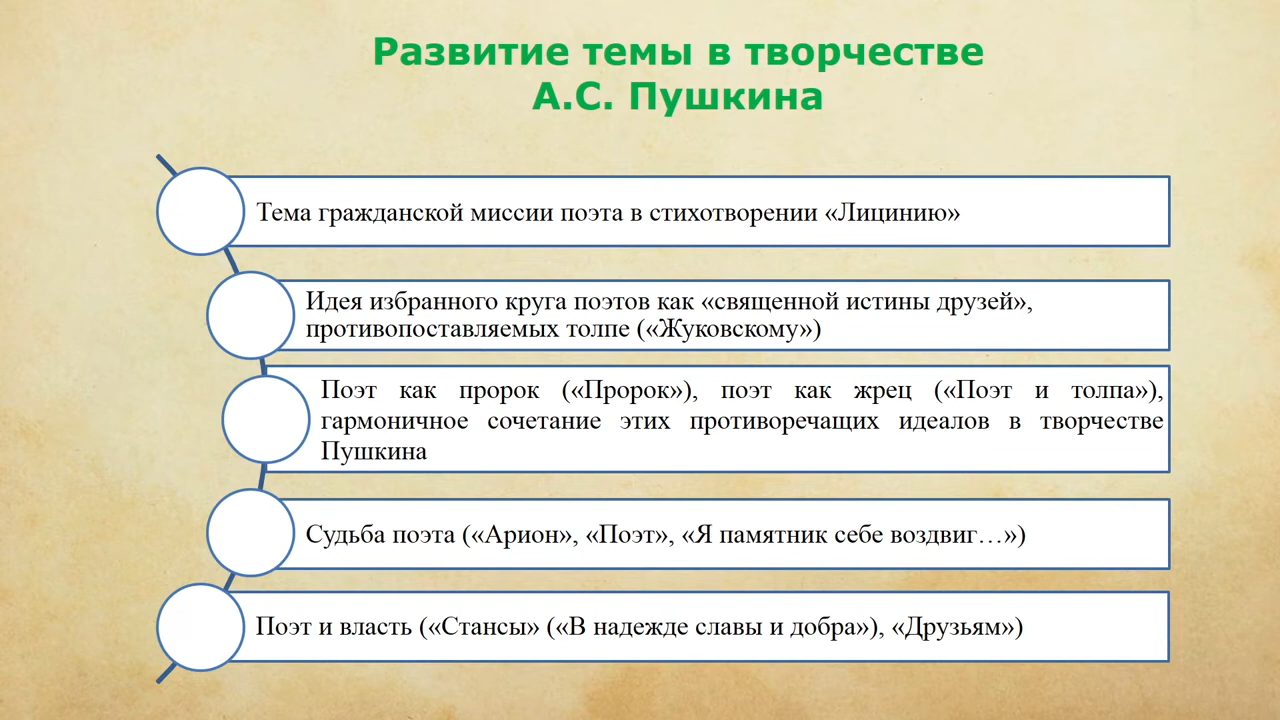 Развитие темы в творчестве
А.С. Пушкина
Тема гражданской миссии поэта в стихотворении «Лицинию»
Идея избранного круга поэтов как «священной истины друзей»,
противопоставляемых толпе («Жуковскому»)
Поэт как пророк («Пророк»), поэт как жрец («Поэт и толпа»),
гармоничное сочетание этих противоречащих идеалов в творчестве
Пушкина
Судьба поэта («Арион», «Поэт», «Я памятник себе воздвиг…»)
Поэт и власть («Стансы» («В надежде славы и добра»), «Друзьям»)